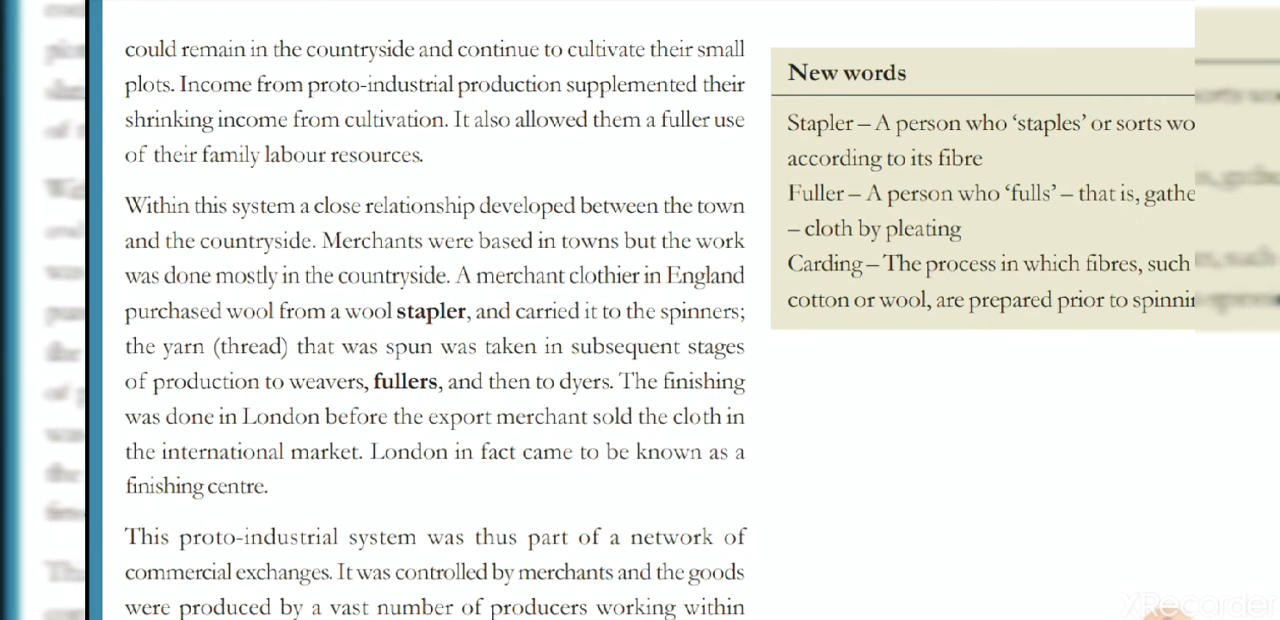 could remain in the countryside and continue to cultivate their small
plots. Income from proto-industrial production supplemented their
shrinking income from cultivation. It also allowed them a fuller use
of their family labour resources.
Within this system a close relationship developed between the town
and the countryside. Merchants were based in towns but the work
was done mostly in the countryside. A merchant clothier in England
purchased wool from a wool stapler, and carried it to the spinners;
the yarn (thread) that was spun was taken in subsequent stages
of production to weavers, fullers, and then to dyers. The finishing
was done in London before the export merchant sold the cloth in
the international market. London in fact came to be known as a
finishing centre.
This proto-industrial system was thus part of a network of
commercial exchanges. It was controlled by merchants and the goods
were produced by a vast number of producers working within
New words
Stapler – A person who ‘staples’ or sorts wo
according to its fibre
Fuller – A person who ‘fulls’ – that is, gathe
– cloth by pleating
Carding – The process in which fibres, such
cotton or wool, are prepared prior to spinnin
XRecorder